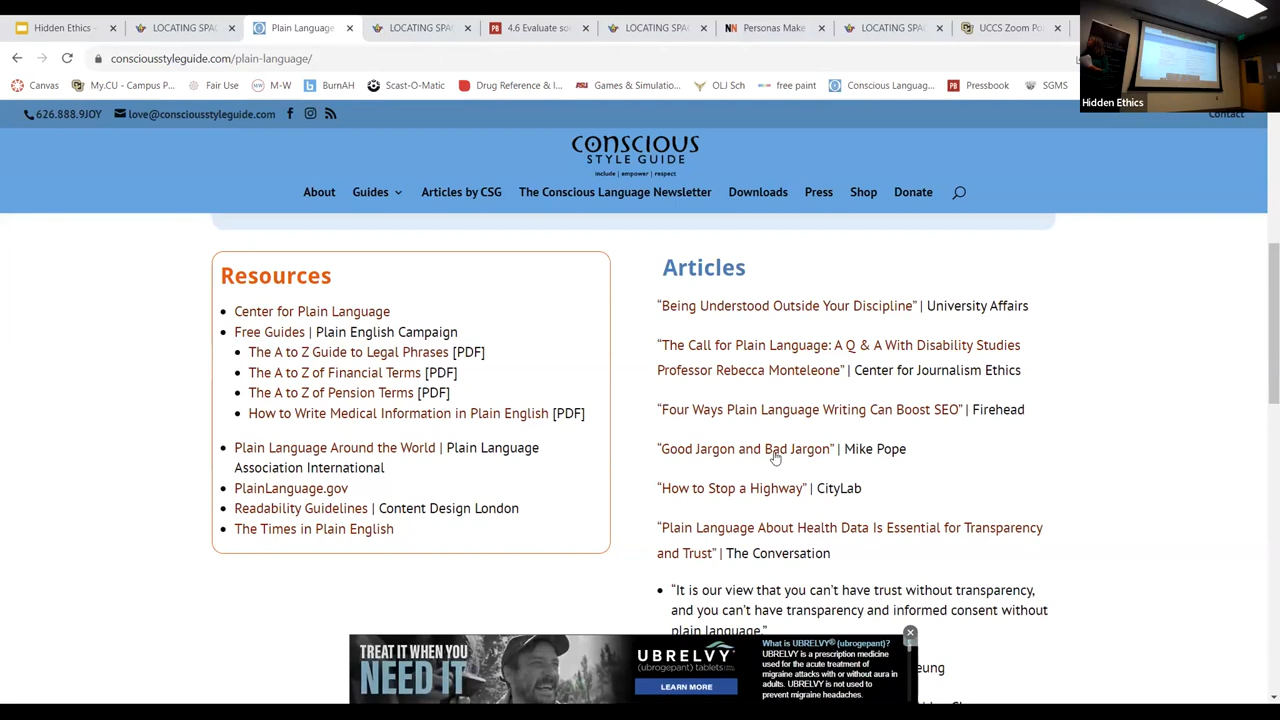 Hidden Ethics -
LOCATING SPA
Plain Language
LOCATING SPA
4.6 Evaluate so
LOCATING SPA
Personas Make
LOCATING SPA
UCCS Zoom Po
consciousstyleguide.com/plain-language/
Canvas
My.CU - Campus P...
Fair Use
M-W
BurnAH
Scast-O-Matic
Drug Reference & I...
Games & Simulatio...
OLJ Sch
free paint
Conscious Languag...
Pressbook
SGMS
Hidden Ethics
626.888.9JOY
love@consciousstyleguide.com
Contact
CONSCIOUS
STYLE GUIDE
include | empower | respect
About
Guides
Articles by CSG
The Conscious Language Newsletter
Downloads
Press
Shop
Donate
Resources
Center for Plain Language
Free Guides | Plain English Campaign
The A to Z Guide to Legal Phrases [PDF]
The A to Z of Financial Terms [PDF]
The A to Z of Pension Terms [PDF]
How to Write Medical Information in Plain English [PDF]
Plain Language Around the World | Plain Language
Association International
PlainLanguage.gov
Readability Guidelines | Content Design London
The Times in Plain English
Articles
“Being Understood Outside Your Discipline” | University Affairs
“The Call for Plain Language: A Q & A With Disability Studies
Professor Rebecca Monteleone” | Center for Journalism Ethics
“Four Ways Plain Language Writing Can Boost SEO” | Firehead
“Good Jargon and Bad Jargon” | Mike Pope
“How to Stop a Highway” | CityLab
“Plain Language About Health Data Is Essential for Transparency
and Trust” | The Conversation
“It is our view that you can’t have trust without transparency,
and you can’t have transparency and informed consent without
plain language.”
TREAT IT WHEN YOU
NEED IT
UBRELVY
(ubrogepant) tablets
LEARN MORE
What is UBRELVY® (ubrogepant)?
UBRELVY is a prescription medicine
used for the acute treatment of
migraine attacks with or without aura in
adults. UBRELVY is not used to
prevent migraine headaches.